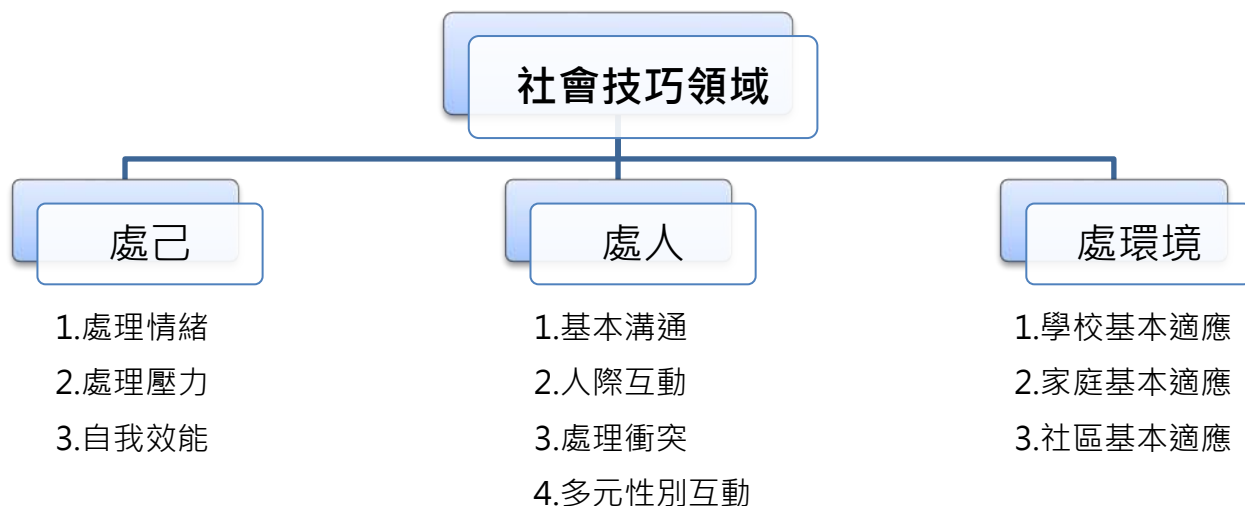 社會技巧領域
處己
1.處理情緒
2.處理壓力
3.自我效能
處人
1.基本溝通
2.人際互動
3.處理衝突
4.多元性別互動
處環境
1.學校基本適應
2.家庭基本適應
3.社區基本適應